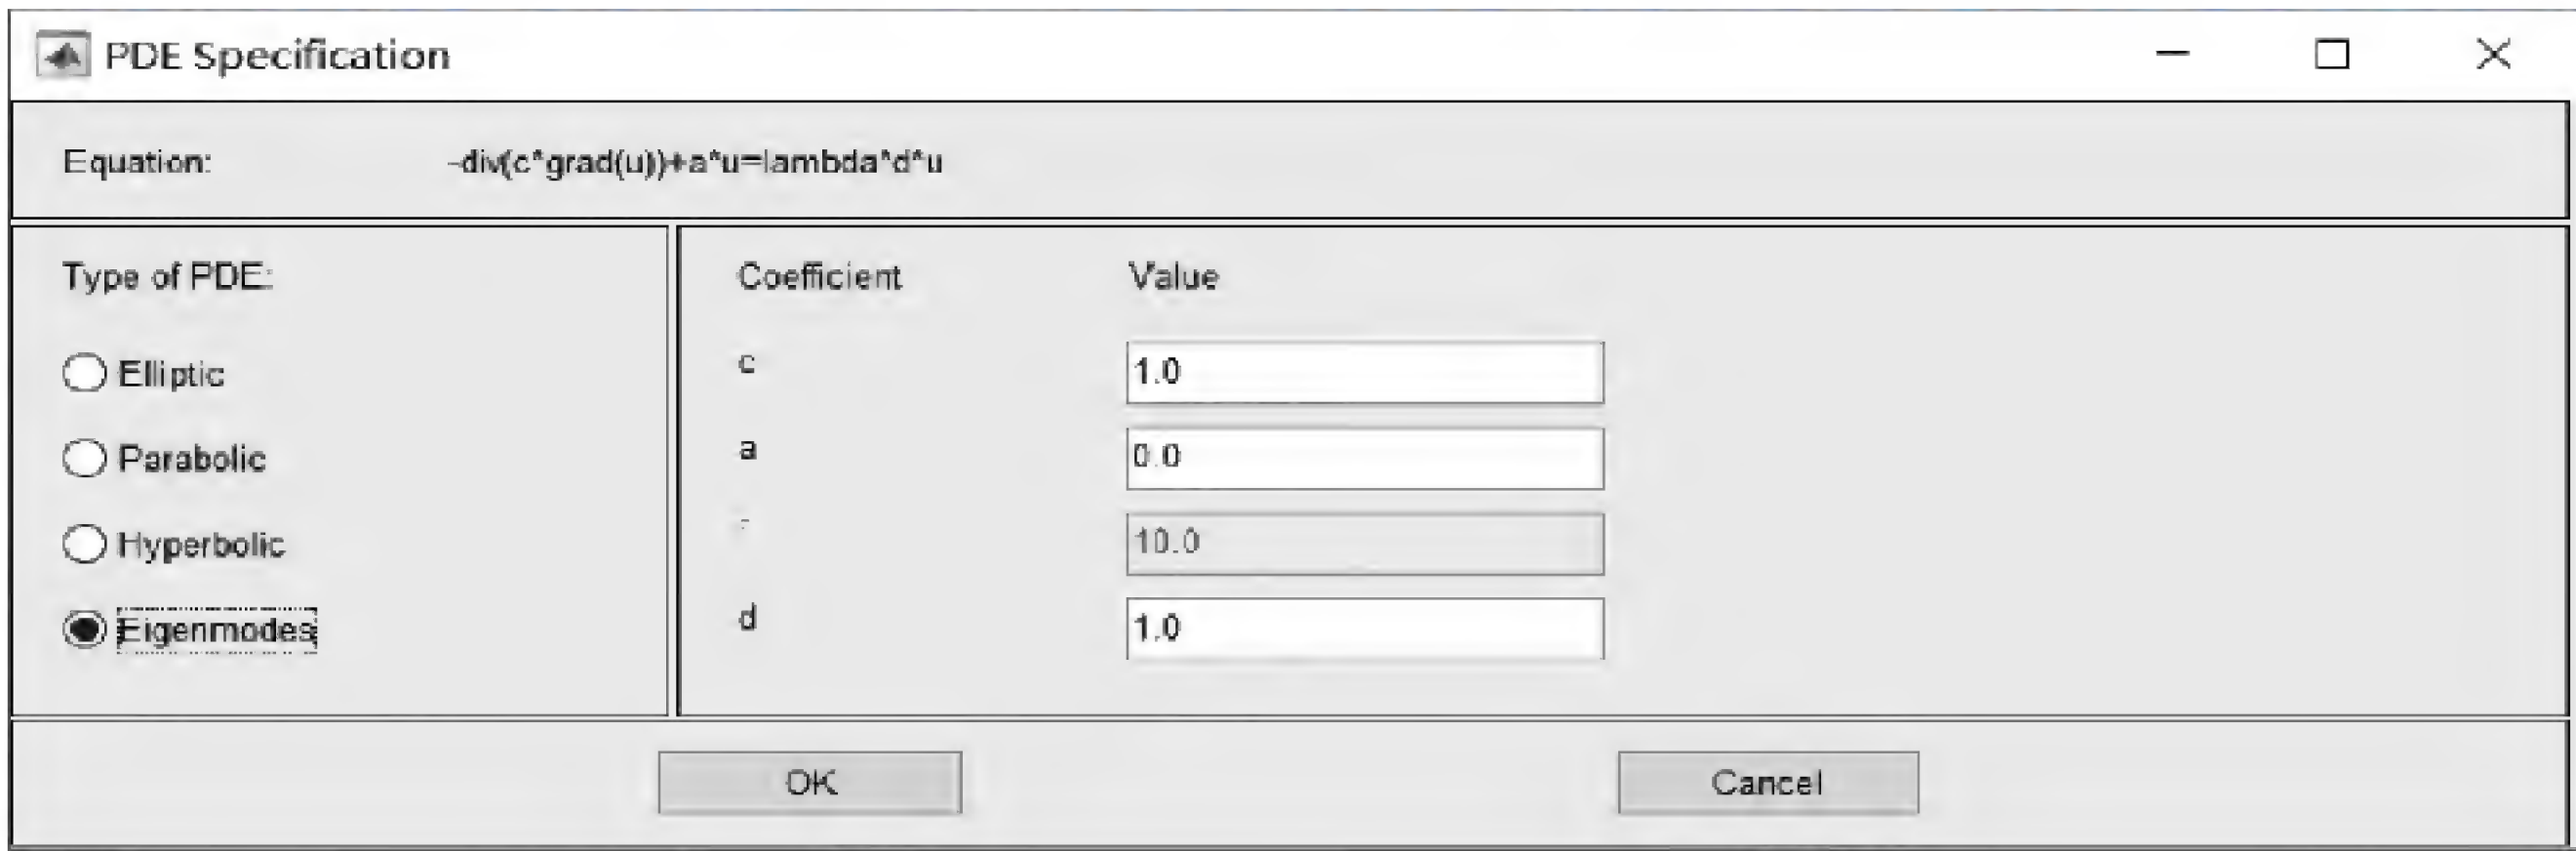 PDE Specification
Equation: -div(c*grad(u))+a*u=lambda*d*u
Type of PDE:
Elliptic
Parabolic
Hyperbolic
Eigenmodes
Coefficient Value
c 1.0
a 0.0
10.0
d 1.0
OK Cancel